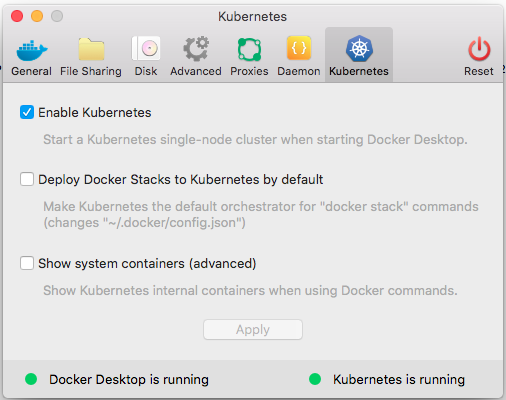 Kubernetes
General File Sharing Disk Advanced Proxies Daemon Kubernetes Reset
Enable Kubernetes
Start a Kubernetes single-node cluster when starting Docker Desktop.
Deploy Docker Stacks to Kubernetes by default
Make Kubernetes the default orchestrator for "docker stack" commands
(changes "~/.docker/config.json")
Show system containers (advanced)
Show Kubernetes internal containers when using Docker commands.
Apply
Docker Desktop is running Kubernetes is running